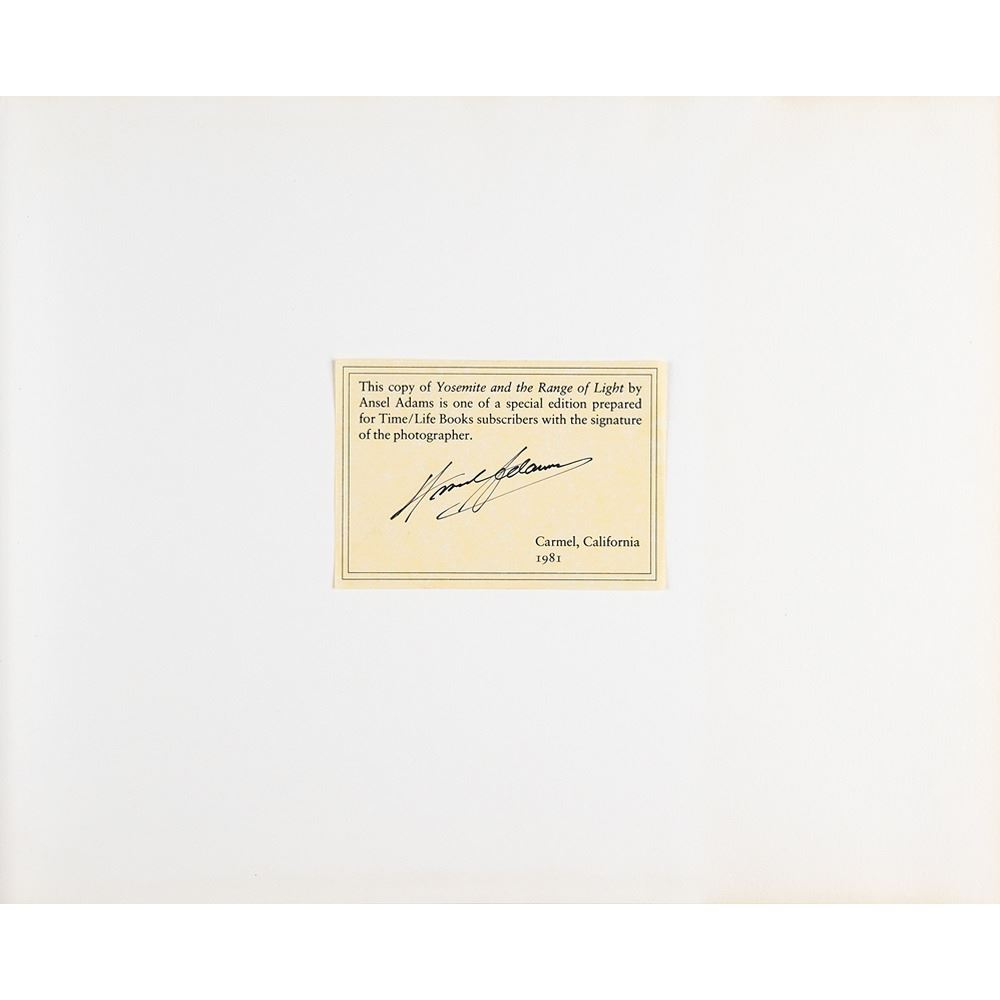 This copy of Yosemite and the Range of Light by
Ansel Adams is one of a special edition prepared
for Time/Life Books subscribers with the signature
of the photographer.
Ansel Adams
Carmel, California
1981